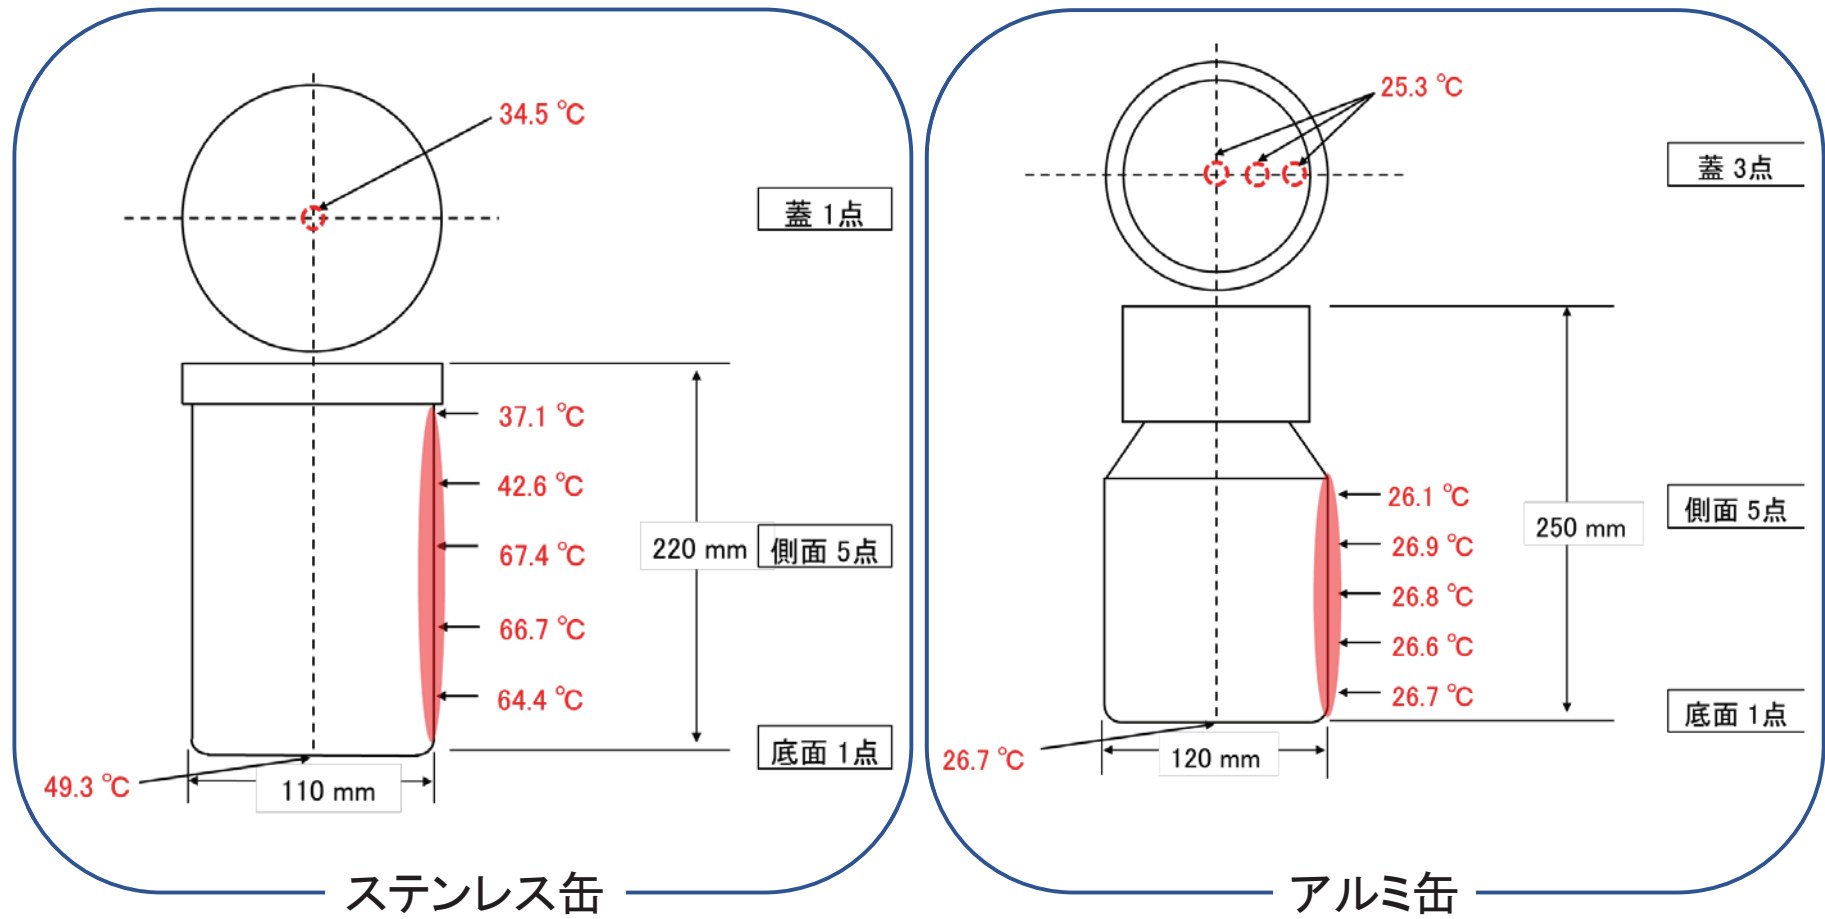 34.5 ℃
蓋 1点
37.1 ℃
42.6 ℃
67.4 ℃
66.7 ℃
64.4 ℃
220 mm
側面 5点
底面 1点
49.3 ℃
110 mm
ステンレス缶
25.3 ℃
蓋 3点
26.1 ℃
26.9 ℃
26.8 ℃
26.6 ℃
26.7 ℃
250 mm
側面 5点
底面 1点
26.7 ℃
120 mm
アルミ缶